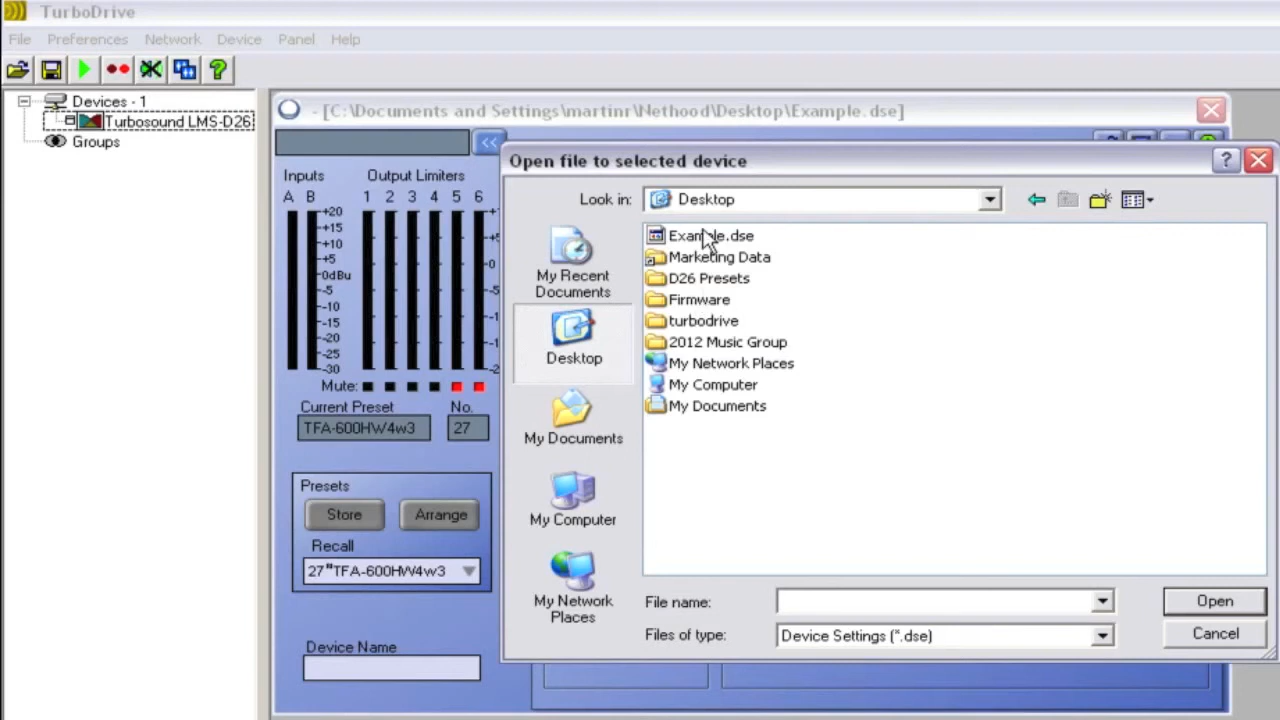 TurboDrive
File Preferences Network Device Panel Help
Devices - 1
Turbosound LMS-D26
Groups
- [C:\Documents and Settings\martinr\Nethood\Desktop\Example.dse]
<<
Inputs Output Limiters
A B 1 2 3 4 5 6
+20
+15
+10
+5
0dBu
-5
-10
-15
-20
-25
-30
Mute:
Current Preset No.
TFA-600HW4w3 27
Presets
Store Arrange
Recall
27"TFA-600HW4w3
Device Name
Open file to selected device
Look in: Desktop
My Recent
Documents
Desktop
My Documents
My Computer
My Network
Places
Example.dse
Marketing Data
D26 Presets
Firmware
turbodrive
2012 Music Group
My Network Places
My Computer
My Documents
File name: Open
Files of type: Device Settings (*.dse) Cancel